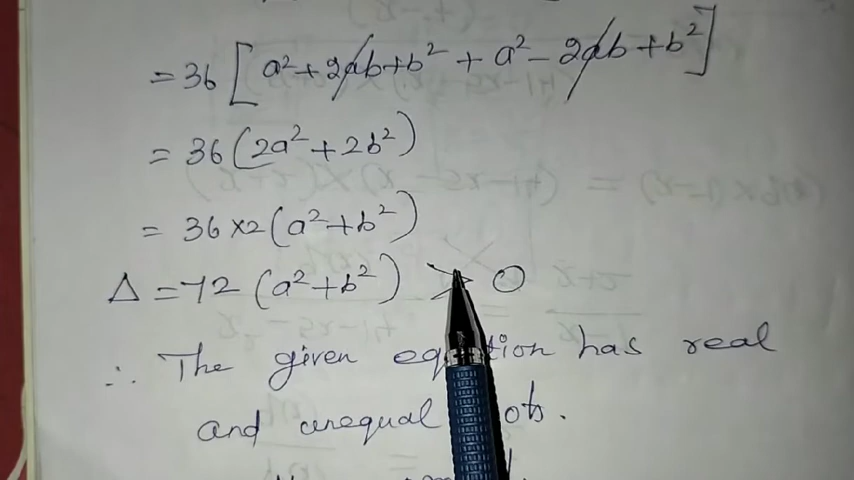 = 36 [ a² + 2ab + b² + a² - 2ab + b² ]
= 36 (2a² + 2b²)
= 36 × 2 (a² + b²)
Δ = 72 (a² + b²) > 0
∴ The given equation has real
and unequal